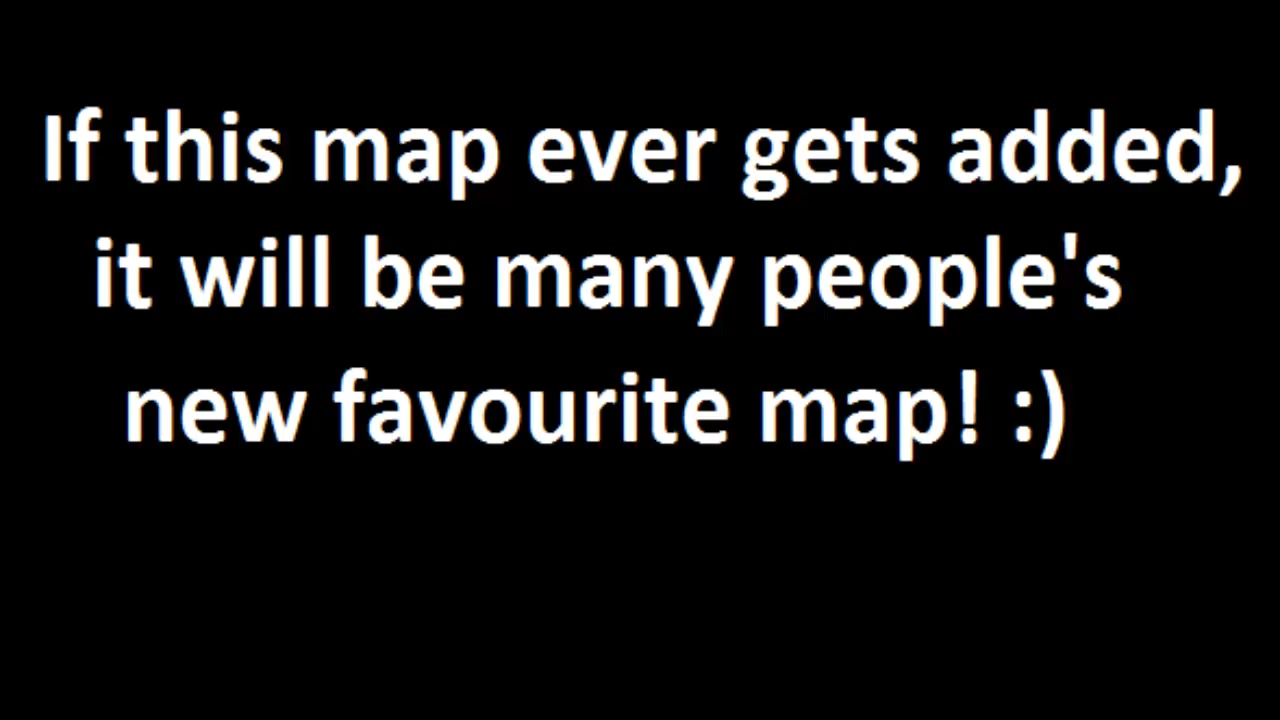 If this map ever gets added,
it will be many people's
new favourite map! :)